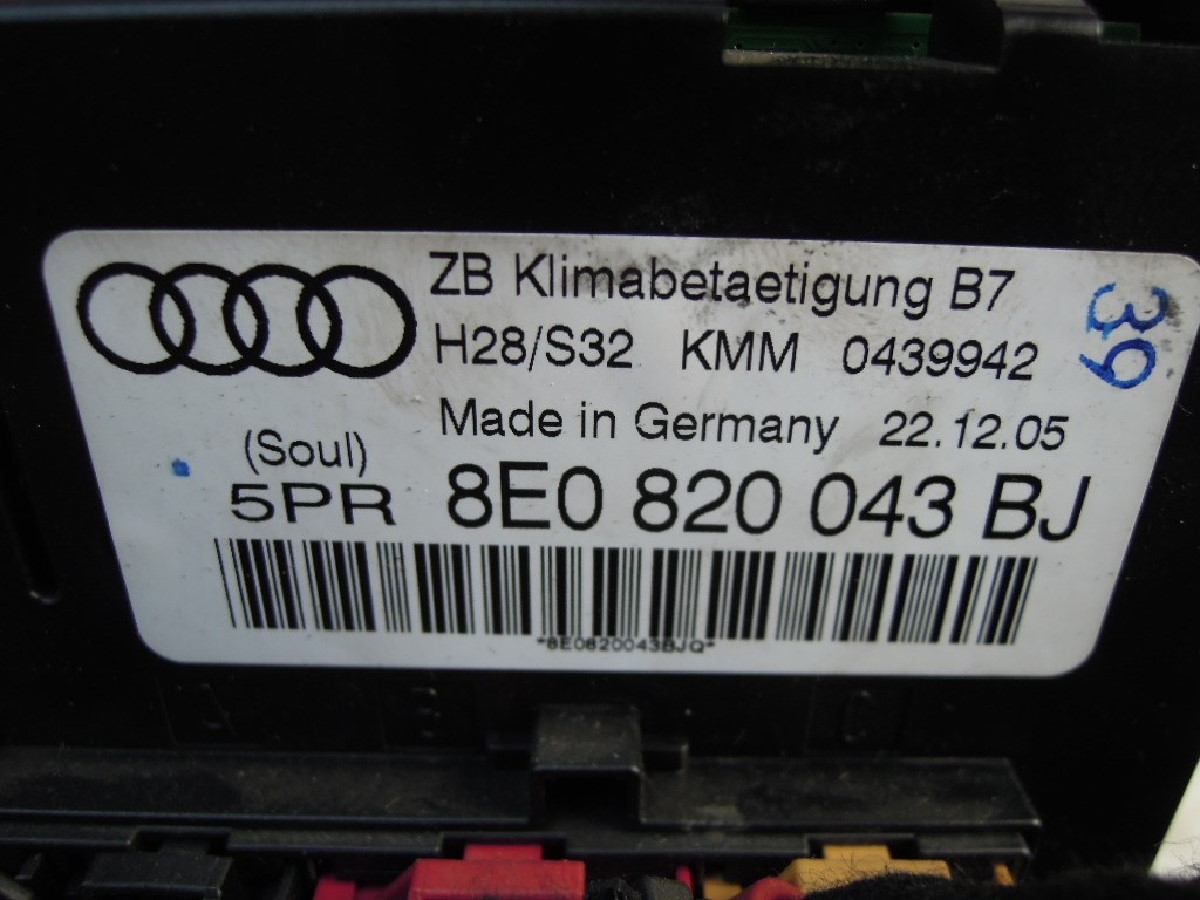 ZB Klimabetaetigung B7
H28/S32 KMM 0439942
39
Made in Germany 22.12.05
(Soul)
5PR 8E0 820 043 BJ
*8E0820043BJQ*